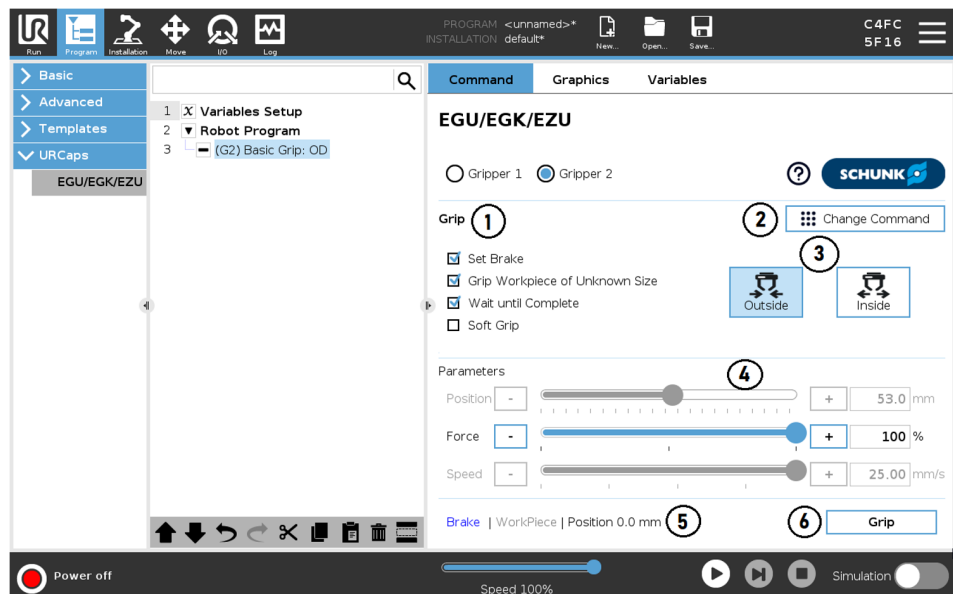 PROGRAM <unnamed>*
INSTALLATION default*
Run
Program
Installation
Move
I/O
Log
New...
Open...
Save...
C4FC
5F16
Basic
Advanced
Templates
URCaps
EGU/EGK/EZU
1 X Variables Setup
2 Robot Program
3 (G2) Basic Grip: OD
Command Graphics Variables
EGU/EGK/EZU
Gripper 1 Gripper 2
SCHUNK
Grip 1
2 Change Command
Set Brake
Grip Workpiece of Unknown Size
Wait until Complete
Soft Grip
3
Outside Inside
Parameters
4
Position - + 53.0 mm
Force - + 100 %
Speed - + 25.00 mm/s
Brake | WorkPiece | Position 0.0 mm 5
6 Grip
Power off
Speed 100%
Simulation